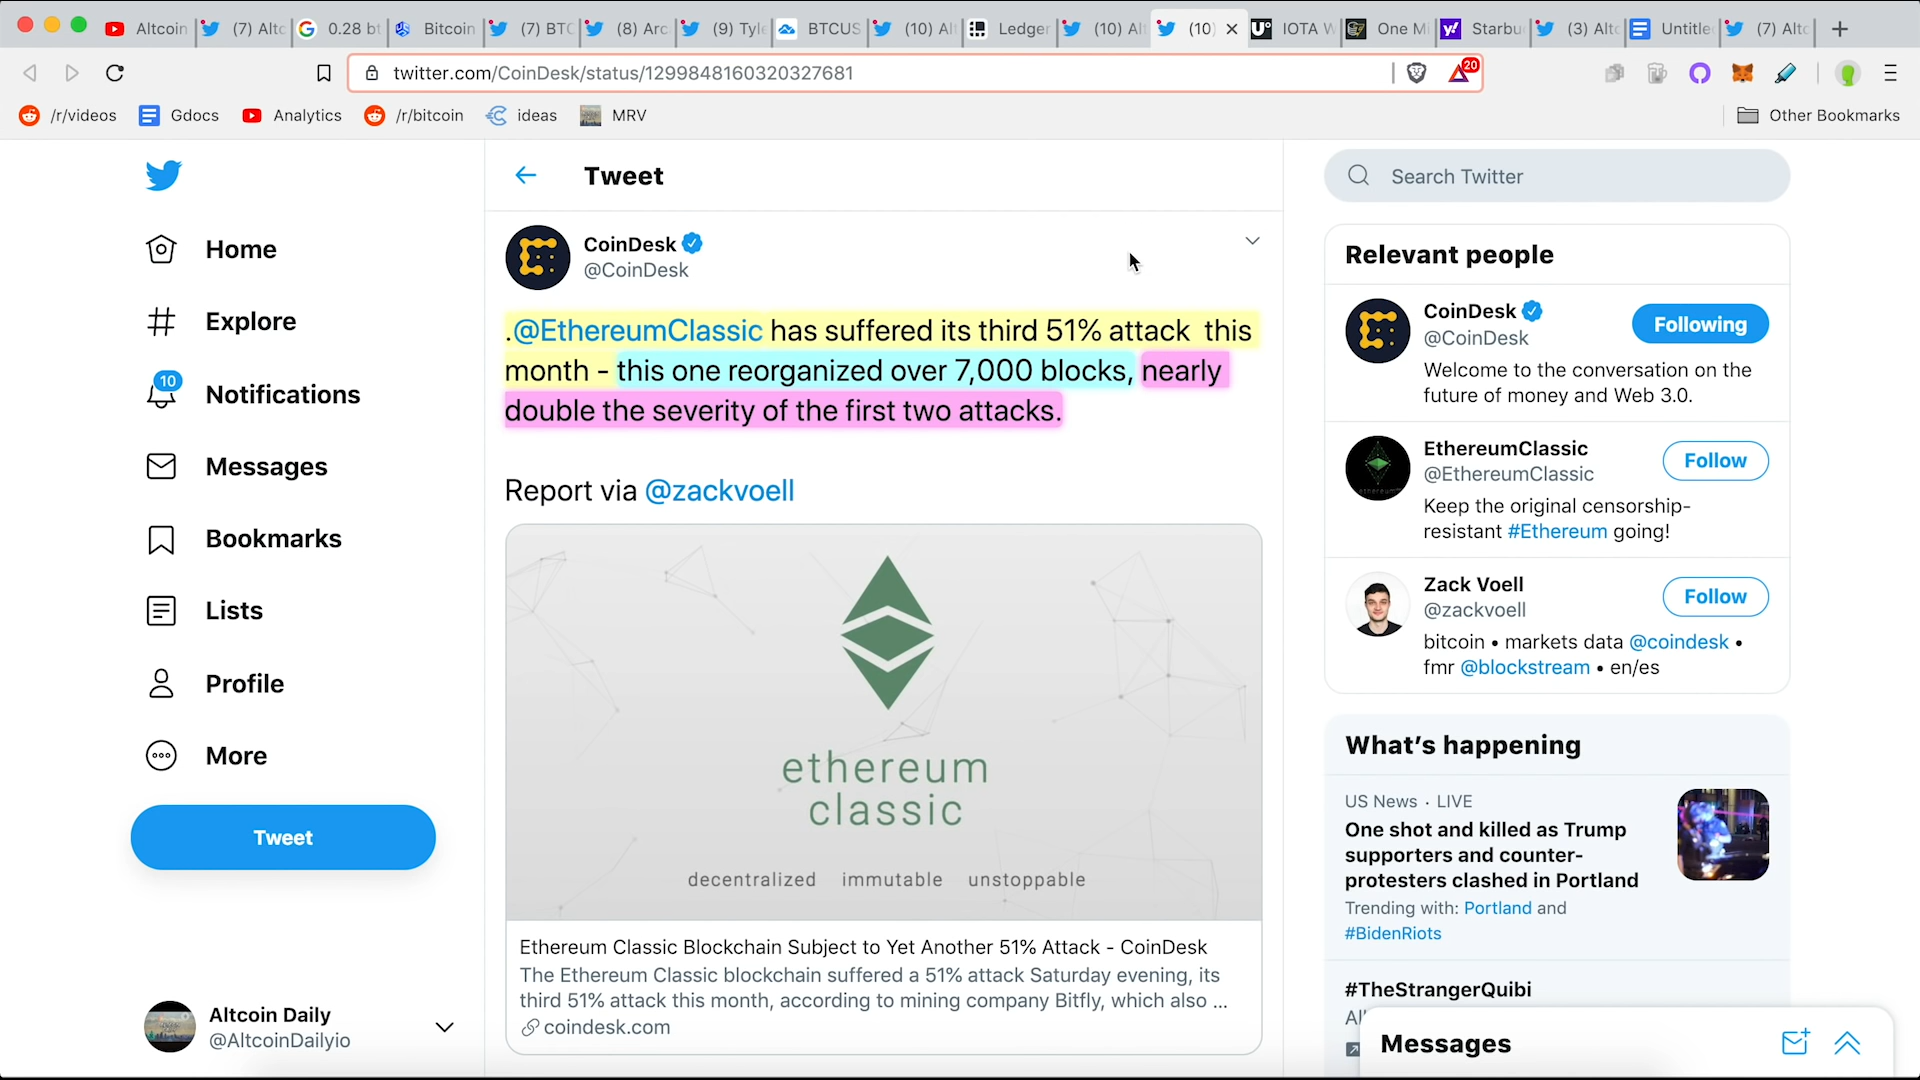 Altcoin
(7) Altc
0.28 bt
Bitcoin
(7) BTC
(8) Arc
(9) Tyle
BTCUS
(10) Alt
Ledger
(10) Alt
(10)
IOTA W
One Mi
Starbu
(3) Altc
Untitle
(7) Altc
twitter.com/CoinDesk/status/1299848160320327681
20
/r/videos
Gdocs
Analytics
/r/bitcoin
ideas
MRV
Other Bookmarks
Home
Explore
10
Notifications
Messages
Bookmarks
Lists
Profile
More
Tweet
Altcoin Daily
@AltcoinDailyio
Tweet
CoinDesk
@CoinDesk
.@EthereumClassic has suffered its third 51% attack this
month - this one reorganized over 7,000 blocks, nearly
double the severity of the first two attacks.
Report via @zackvoell
ethereum
classic
decentralized immutable unstoppable
Ethereum Classic Blockchain Subject to Yet Another 51% Attack - CoinDesk
The Ethereum Classic blockchain suffered a 51% attack Saturday evening, its
third 51% attack this month, according to mining company Bitfly, which also ...
coindesk.com
Search Twitter
Relevant people
CoinDesk
@CoinDesk
Following
Welcome to the conversation on the
future of money and Web 3.0.
EthereumClassic
@EthereumClassic
Follow
Keep the original censorship-
resistant #Ethereum going!
Zack Voell
@zackvoell
Follow
bitcoin • markets data @coindesk •
fmr @blockstream • en/es
What's happening
US News · LIVE
One shot and killed as Trump
supporters and counter-
protesters clashed in Portland
Trending with: Portland and
#BidenRiots
#TheStrangerQuibi
Messages